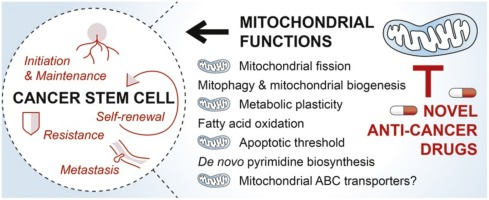 Initiation
& Maintenance
CANCER STEM CELL
Self-renewal
Resistance
Metastasis
MITOCHONDRIAL
FUNCTIONS
Mitochondrial fission
Mitophagy & mitochondrial biogenesis
Metabolic plasticity
Fatty acid oxidation
Apoptotic threshold
De novo pyrimidine biosynthesis
Mitochondrial ABC transporters?
NOVEL
ANTI-CANCER
DRUGS